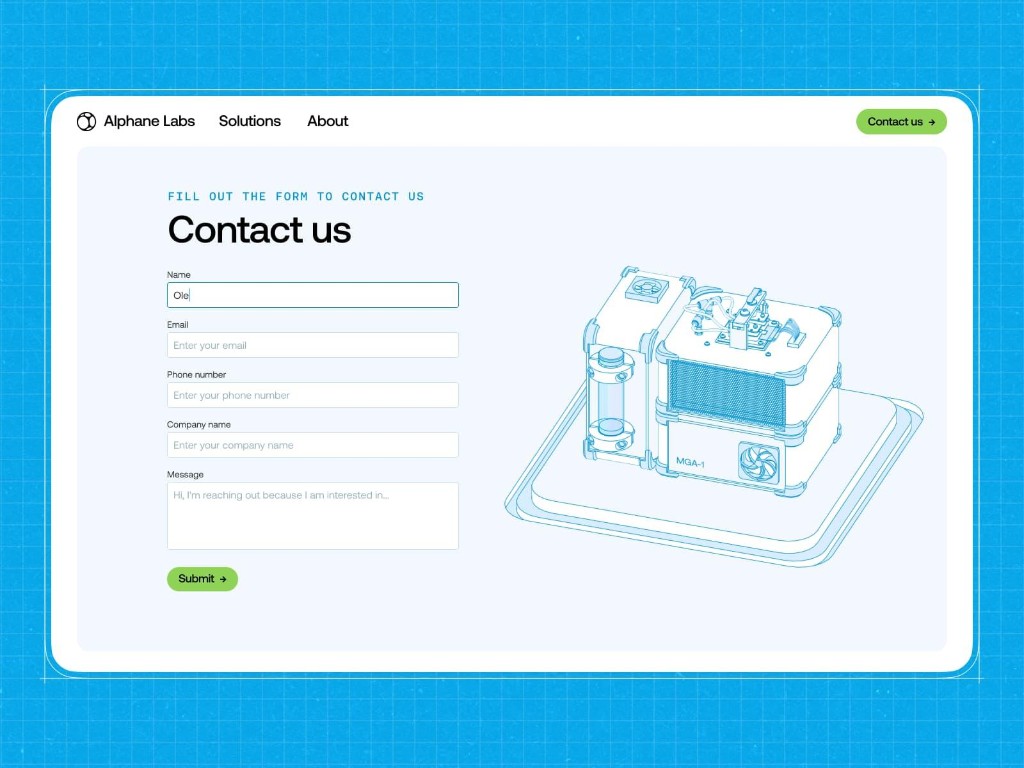 Alphane Labs
Solutions
About
Contact us →
FILL OUT THE FORM TO CONTACT US
Contact us
Name
Ole
Email
Enter your email
Phone number
Enter your phone number
Company name
Enter your company name
Message
Hi, I'm reaching out because I am interested in...
Submit →
MGA-1